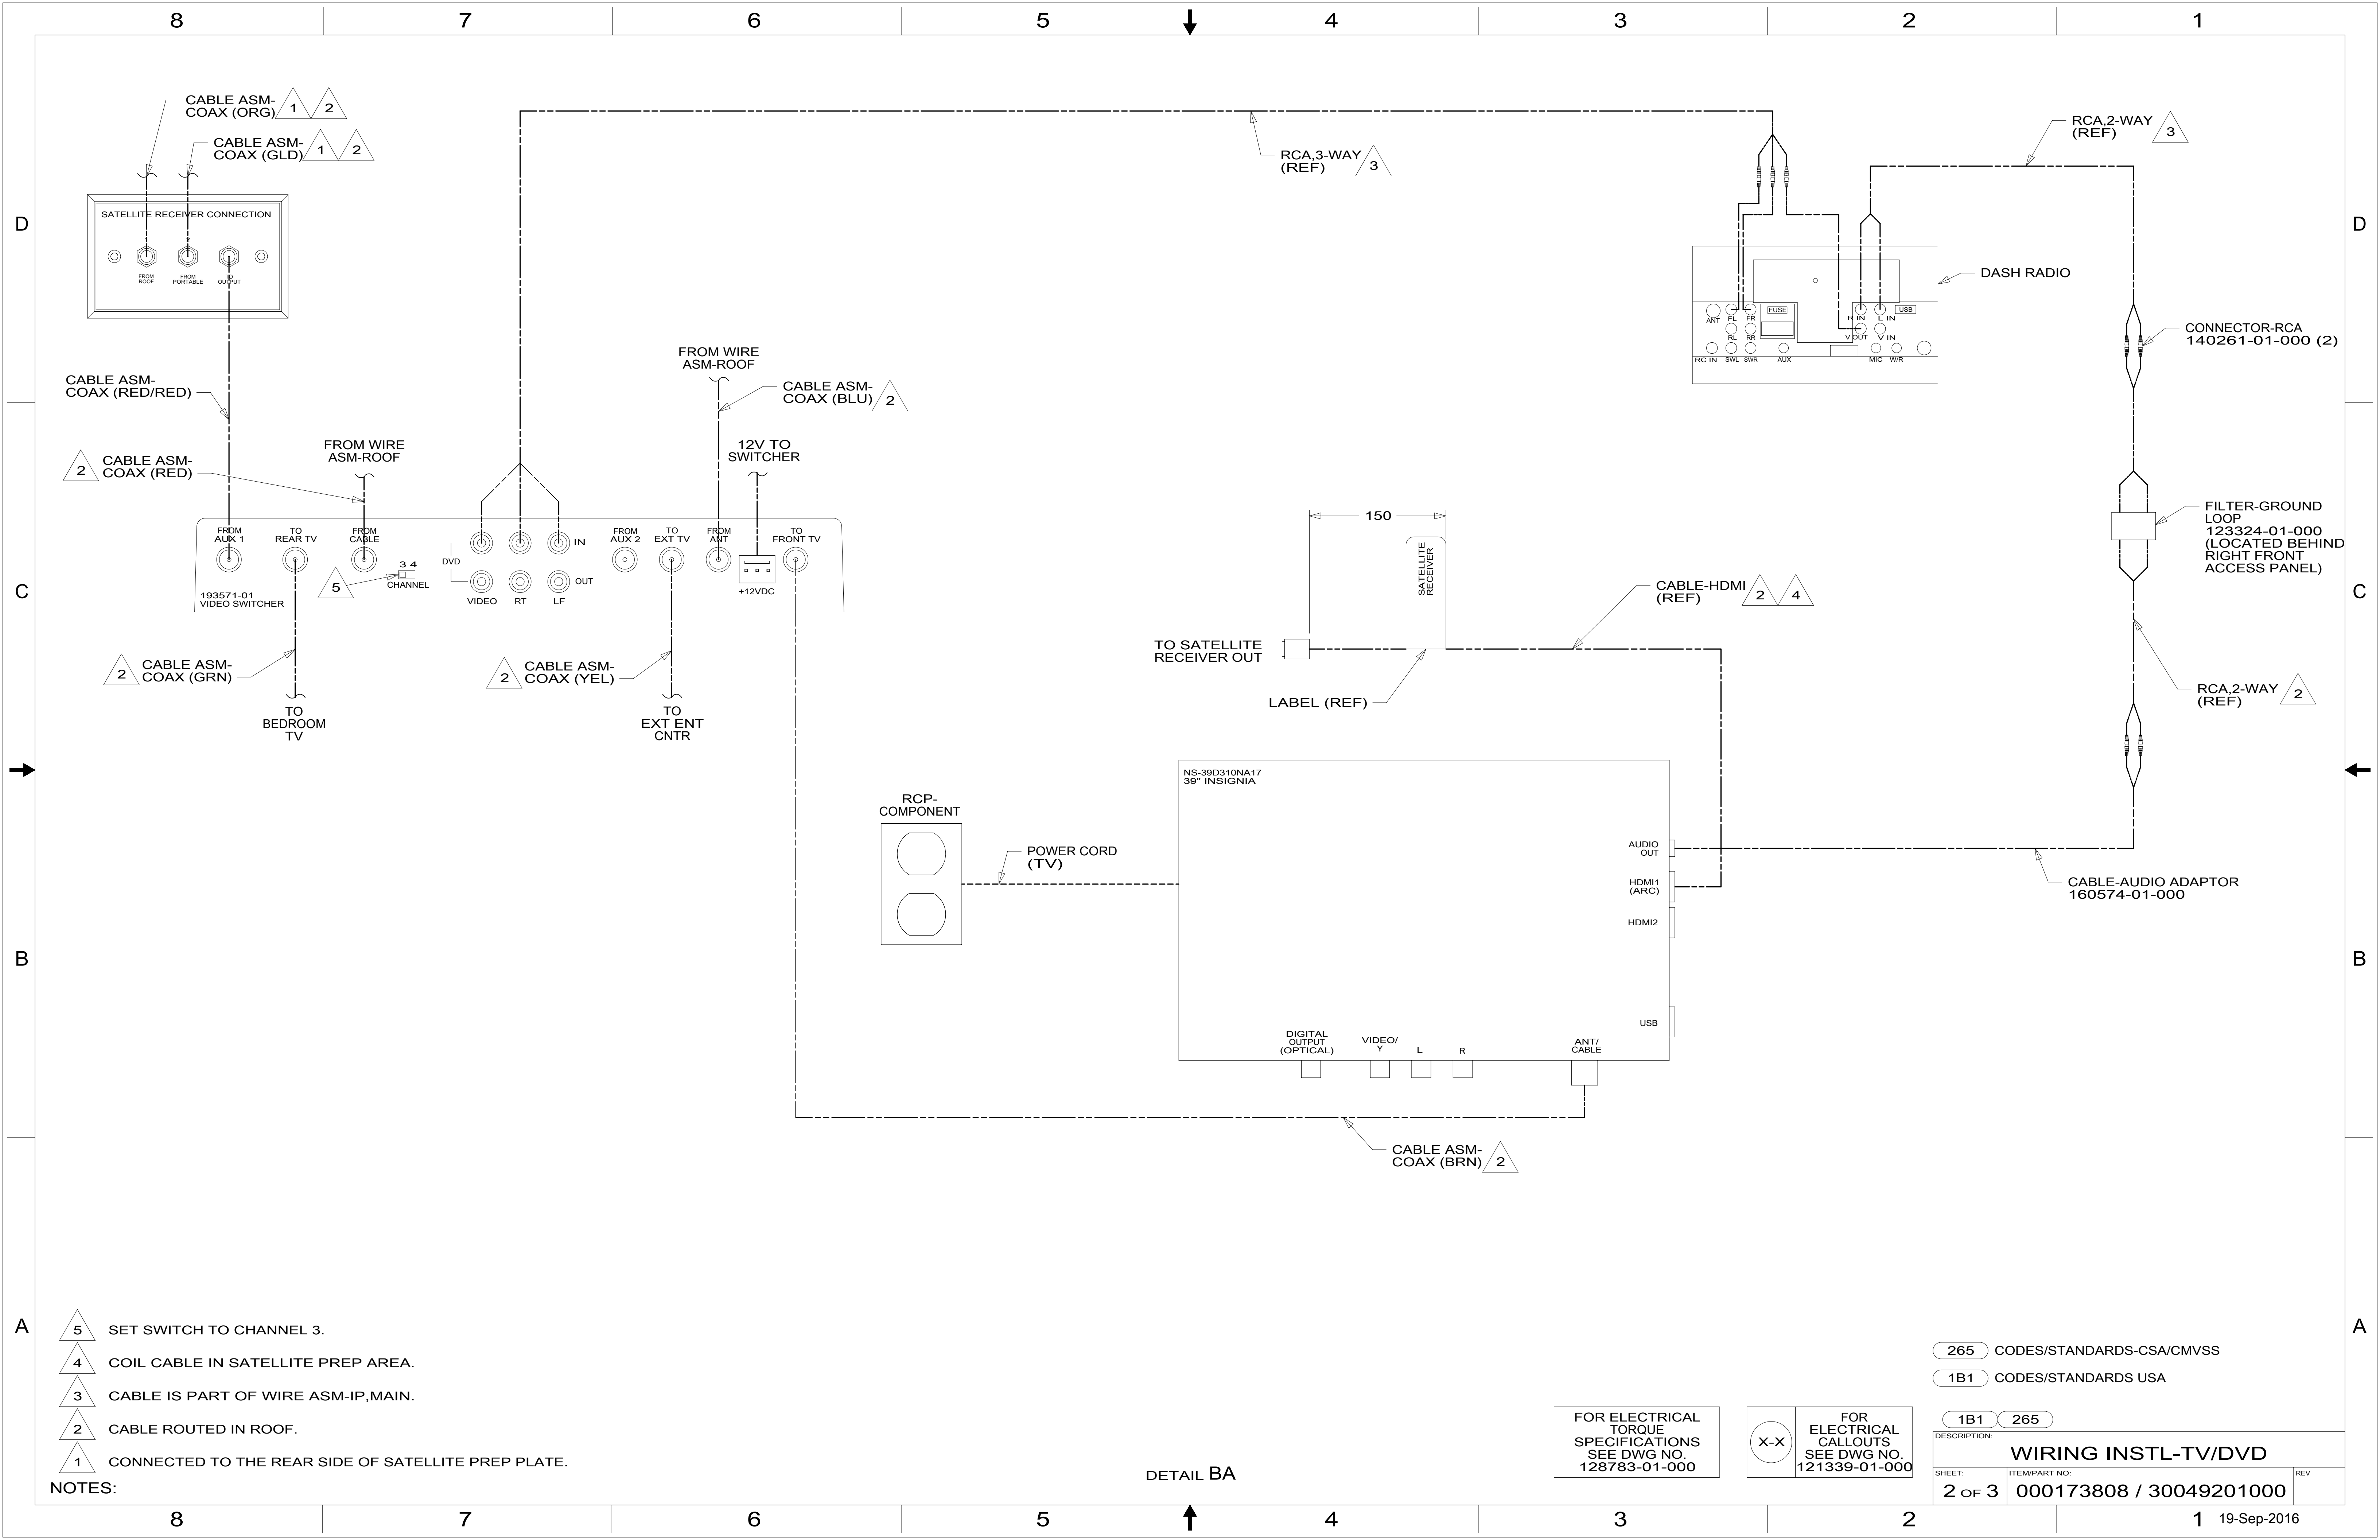 8 7 6 5 4 3 2 1
D
C
B
A
D
C
B
A
CABLE ASM-
COAX (ORG)
1 2
CABLE ASM-
COAX (GLD)
1 2
SATELLITE RECEIVER CONNECTION
1 2
FROM
ROOF
FROM
PORTABLE
TO
OUTPUT
CABLE ASM-
COAX (RED/RED)
2
CABLE ASM-
COAX (RED)
FROM WIRE
ASM-ROOF
FROM WIRE
ASM-ROOF
CABLE ASM-
COAX (BLU)
2
12V TO
SWITCHER
FROM
AUX 1
TO
REAR TV
FROM
CABLE
3 4
CHANNEL
5
DVD
IN
OUT
VIDEO RT LF
FROM
AUX 2
TO
EXT TV
FROM
ANT
+12VDC
TO
FRONT TV
193571-01
VIDEO SWITCHER
2
CABLE ASM-
COAX (GRN)
TO
BEDROOM
TV
2
CABLE ASM-
COAX (YEL)
TO
EXT ENT
CNTR
RCA,3-WAY
(REF)
3
RCA,2-WAY
(REF)
3
DASH RADIO
ANT FL FR FUSE R IN L IN USB
RL RR V OUT V IN
RC IN SWL SWR AUX MIC W/R
CONNECTOR-RCA
140261-01-000 (2)
FILTER-GROUND
LOOP
123324-01-000
(LOCATED BEHIND
RIGHT FRONT
ACCESS PANEL)
150
SATELLITE
RECEIVER
CABLE-HDMI
(REF)
2 4
TO SATELLITE
RECEIVER OUT
LABEL (REF)
RCA,2-WAY
(REF)
2
NS-39D310NA17
39" INSIGNIA
RCP-
COMPONENT
POWER CORD
(TV)
AUDIO
OUT
HDMI1
(ARC)
HDMI2
USB
CABLE-AUDIO ADAPTOR
160574-01-000
DIGITAL
OUTPUT
(OPTICAL)
VIDEO/
Y
L
R
ANT/
CABLE
CABLE ASM-
COAX (BRN)
2
5 SET SWITCH TO CHANNEL 3.
4 COIL CABLE IN SATELLITE PREP AREA.
3 CABLE IS PART OF WIRE ASM-IP,MAIN.
2 CABLE ROUTED IN ROOF.
1 CONNECTED TO THE REAR SIDE OF SATELLITE PREP PLATE.
NOTES:
DETAIL BA
FOR ELECTRICAL
TORQUE
SPECIFICATIONS
SEE DWG NO.
128783-01-000
X-X
FOR
ELECTRICAL
CALLOUTS
SEE DWG NO.
121339-01-000
265 CODES/STANDARDS-CSA/CMVSS
1B1 CODES/STANDARDS USA
1B1 265
DESCRIPTION:
WIRING INSTL-TV/DVD
SHEET:
2 OF 3
ITEM/PART NO:
000173808 / 30049201000
REV
8 7 6 5 4 3 2 1
19-Sep-2016